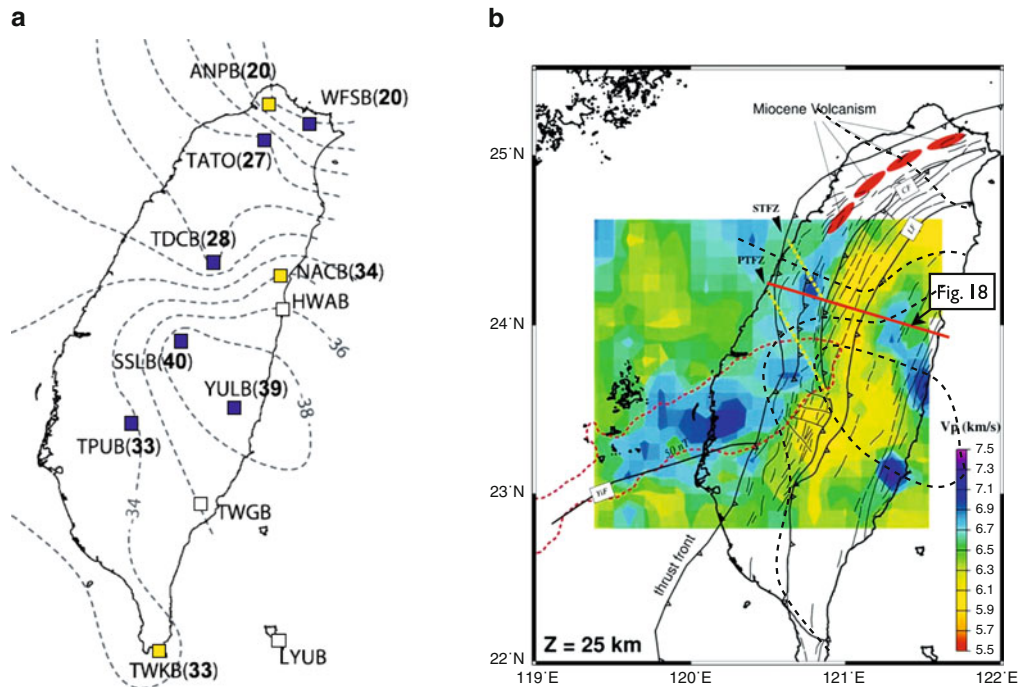 a
ANPB(20)
WFSB(20)
TATO(27)
TDCB(28)
NACB(34)
HWAB
36
SSLB(40)
YULB(39)
38
TPUB(33)
34
TWGB
TWKB(33)
LYUB
b
Miocene Volcanism
25°N
CF
LF
STFZ
PTFZ
Fig. 18
24°N
Vp (km/s)
7.5
7.3
7.1
6.9
6.7
6.5
6.3
6.1
5.9
5.7
5.5
23°N
YiF
thrust front
Z = 25 km
22°N
119°E
120°E
121°E
122°E